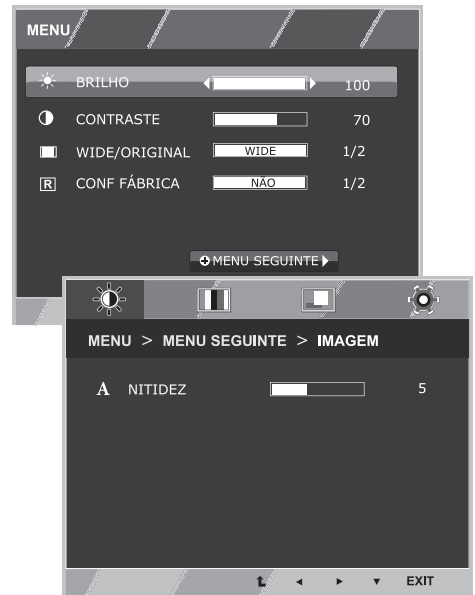 MENU
BRILHO 100
CONTRASTE 70
WIDE/ORIGINAL WIDE 1/2
R CONF FÁBRICA NÃO 1/2
MENU SEGUINTE
MENU > MENU SEGUINTE > IMAGEM
A NITIDEZ 5
EXIT